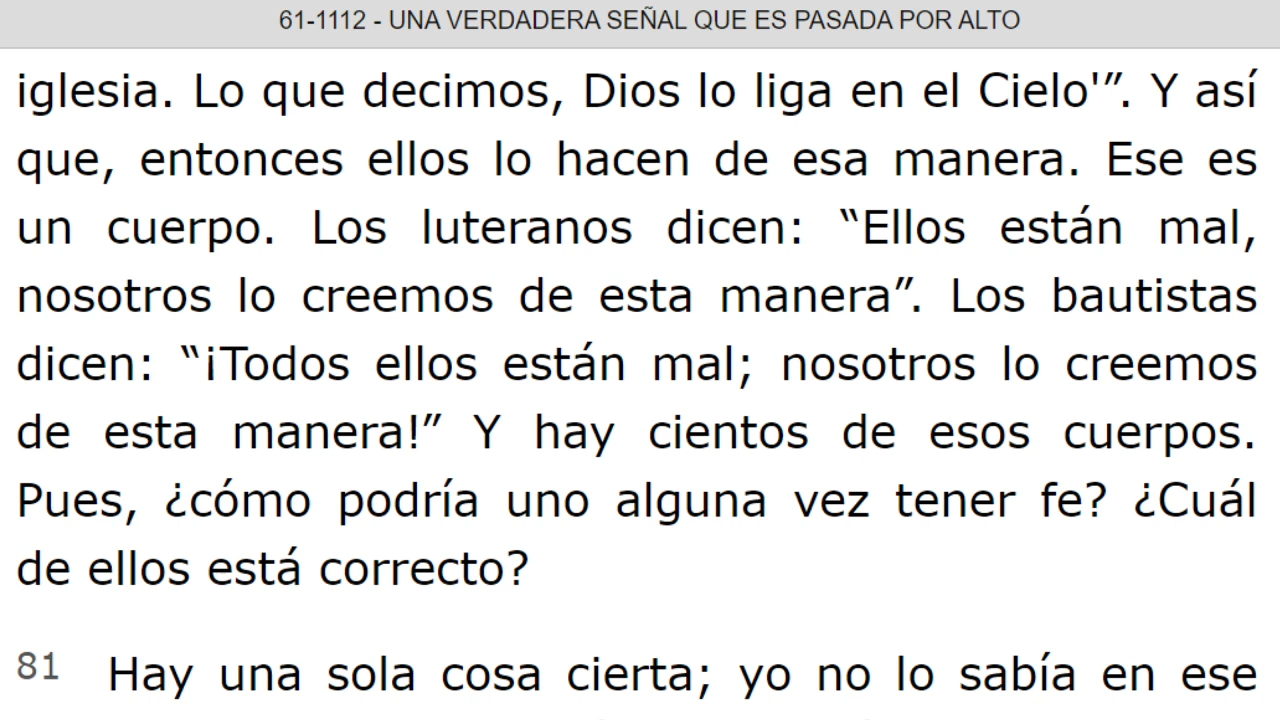 61-1112 - UNA VERDADERA SEÑAL QUE ES PASADA POR ALTO
iglesia. Lo que decimos, Dios lo liga en el Cielo'”. Y así
que, entonces ellos lo hacen de esa manera. Ese es
un cuerpo. Los luteranos dicen: “Ellos están mal,
nosotros lo creemos de esta manera”. Los bautistas
dicen: “¡Todos ellos están mal; nosotros lo creemos
de esta manera!” Y hay cientos de esos cuerpos.
Pues, ¿cómo podría uno alguna vez tener fe? ¿Cuál
de ellos está correcto?
81 Hay una sola cosa cierta; yo no lo sabía en ese